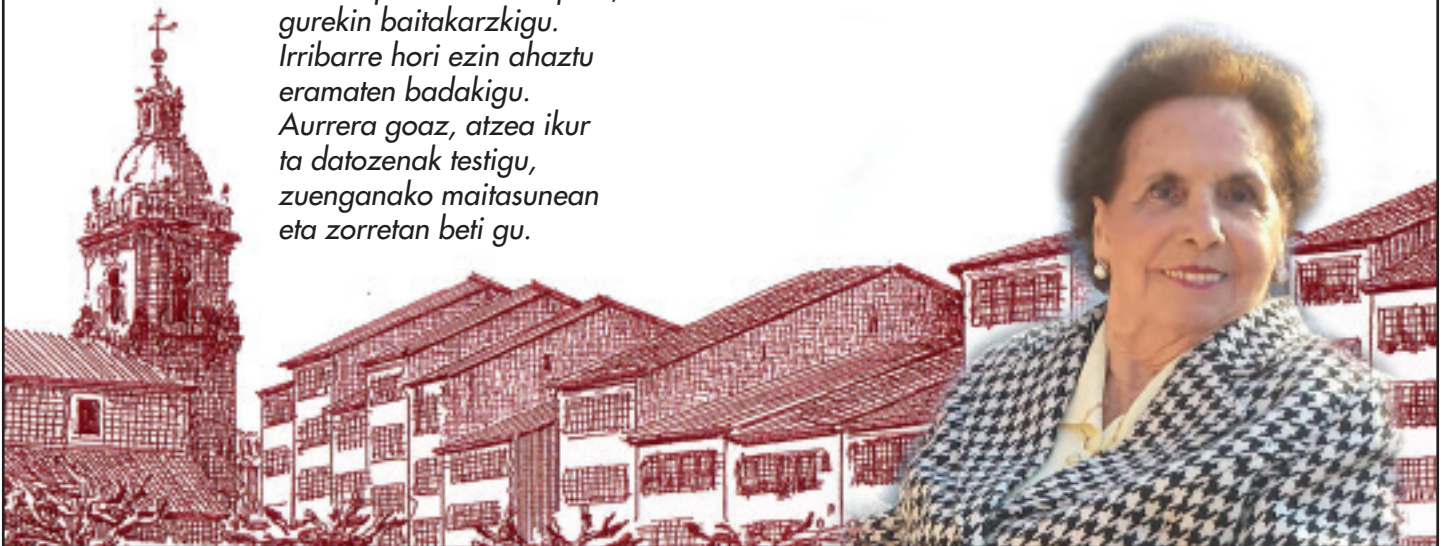 gurekin baitakarzkigu.
Irribarre hori ezin ahaztu
eramaten badakigu.
Aurrera goaz, atzea ikur
ta datozenak testigu,
zuenganako maitasunean
eta zorretan beti gu.